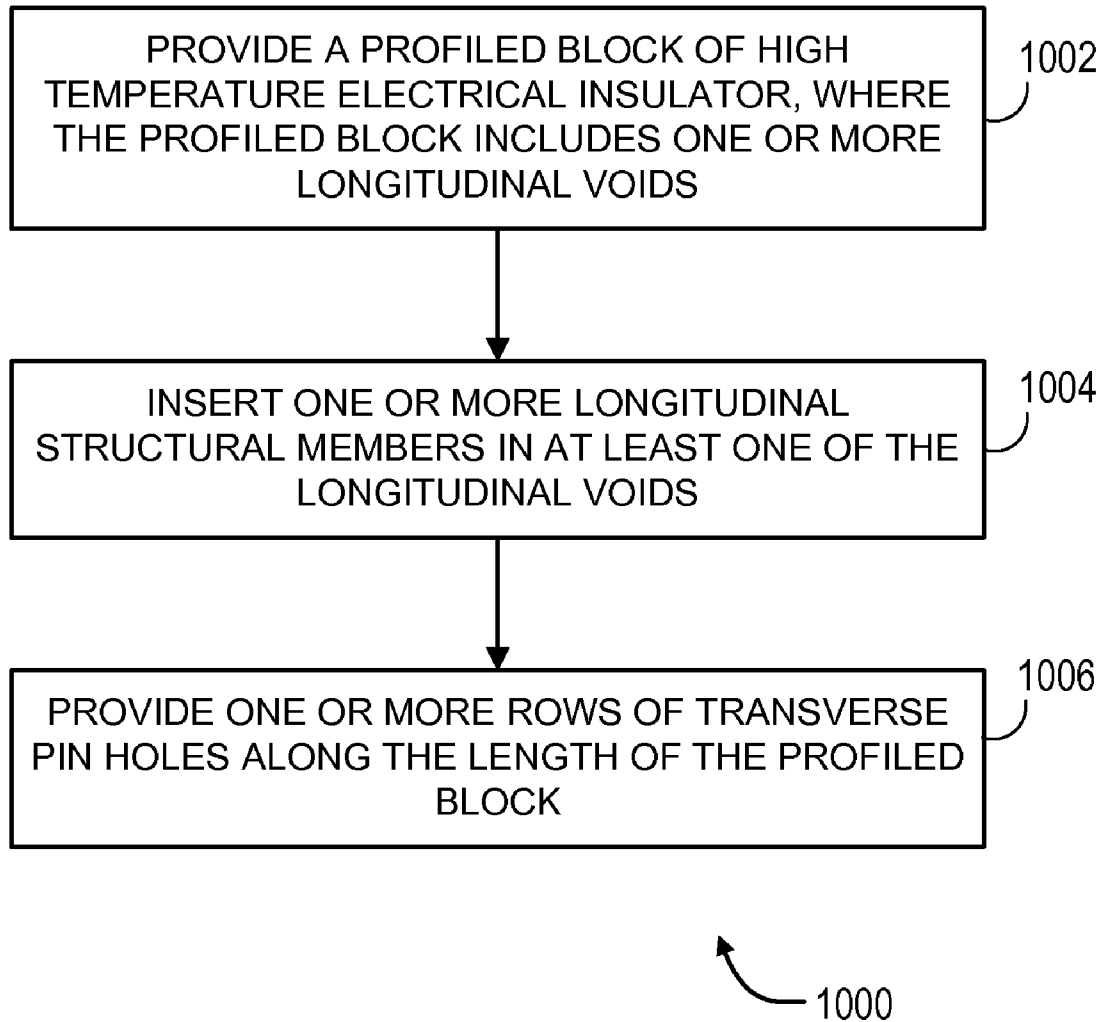 PROVIDE A PROFILED BLOCK OF HIGH
TEMPERATURE ELECTRICAL INSULATOR, WHERE
THE PROFILED BLOCK INCLUDES ONE OR MORE
LONGITUDINAL VOIDS
1002
INSERT ONE OR MORE LONGITUDINAL
STRUCTURAL MEMBERS IN AT LEAST ONE OF THE
LONGITUDINAL VOIDS
1004
PROVIDE ONE OR MORE ROWS OF TRANSVERSE
PIN HOLES ALONG THE LENGTH OF THE PROFILED
BLOCK
1006
1000